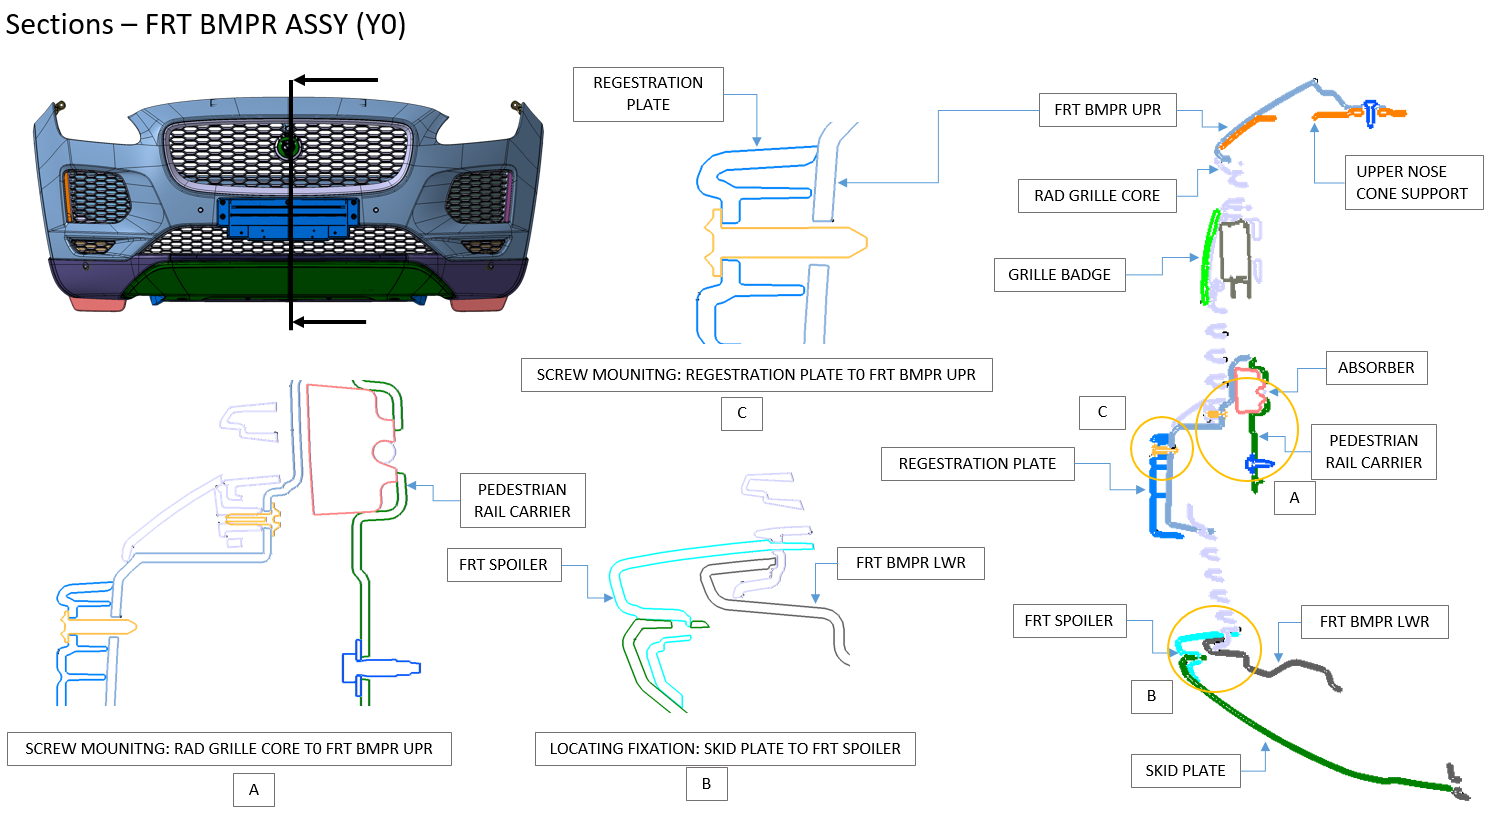 Sections – FRT BMPR ASSY (Y0)
REGESTRATION
PLATE
FRT BMPR UPR
UPPER NOSE
CONE SUPPORT
RAD GRILLE CORE
GRILLE BADGE
SCREW MOUNITNG: REGESTRATION PLATE T0 FRT BMPR UPR
C
ABSORBER
C
PEDESTRIAN
RAIL CARRIER
REGESTRATION PLATE
A
PEDESTRIAN
RAIL CARRIER
FRT SPOILER
FRT BMPR LWR
FRT SPOILER
FRT BMPR LWR
B
SCREW MOUNITNG: RAD GRILLE CORE T0 FRT BMPR UPR
A
LOCATING FIXATION: SKID PLATE TO FRT SPOILER
B
SKID PLATE